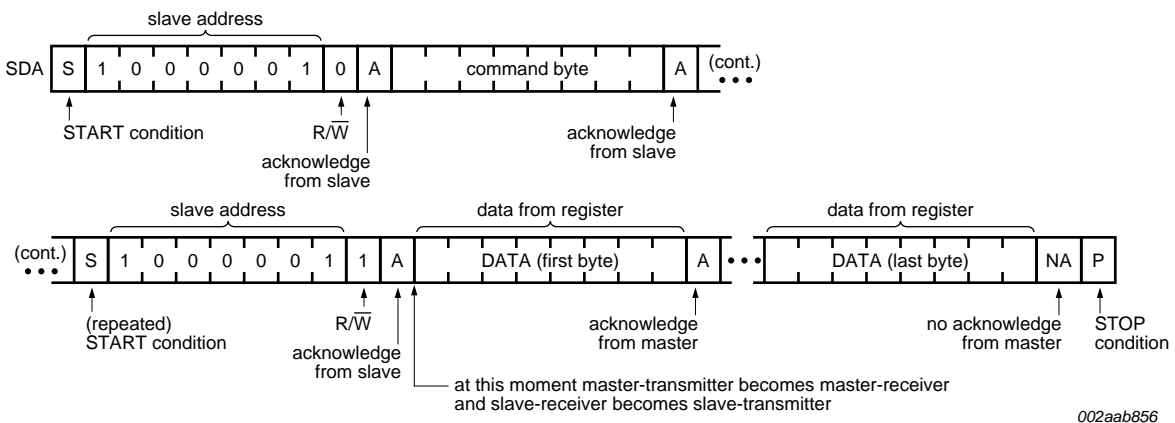 slave address
SDA S 1 0 0 0 0 0 1 0 A command byte A (cont.)
START condition R/W̅ acknowledge from slave acknowledge from slave
slave address data from register data from register
(cont.) S 1 0 0 0 0 0 1 1 A DATA (first byte) A DATA (last byte) NA P
(repeated) START condition R/W̅ acknowledge from slave acknowledge from master no acknowledge from master STOP condition
at this moment master-transmitter becomes master-receiver
and slave-receiver becomes slave-transmitter
002aab856